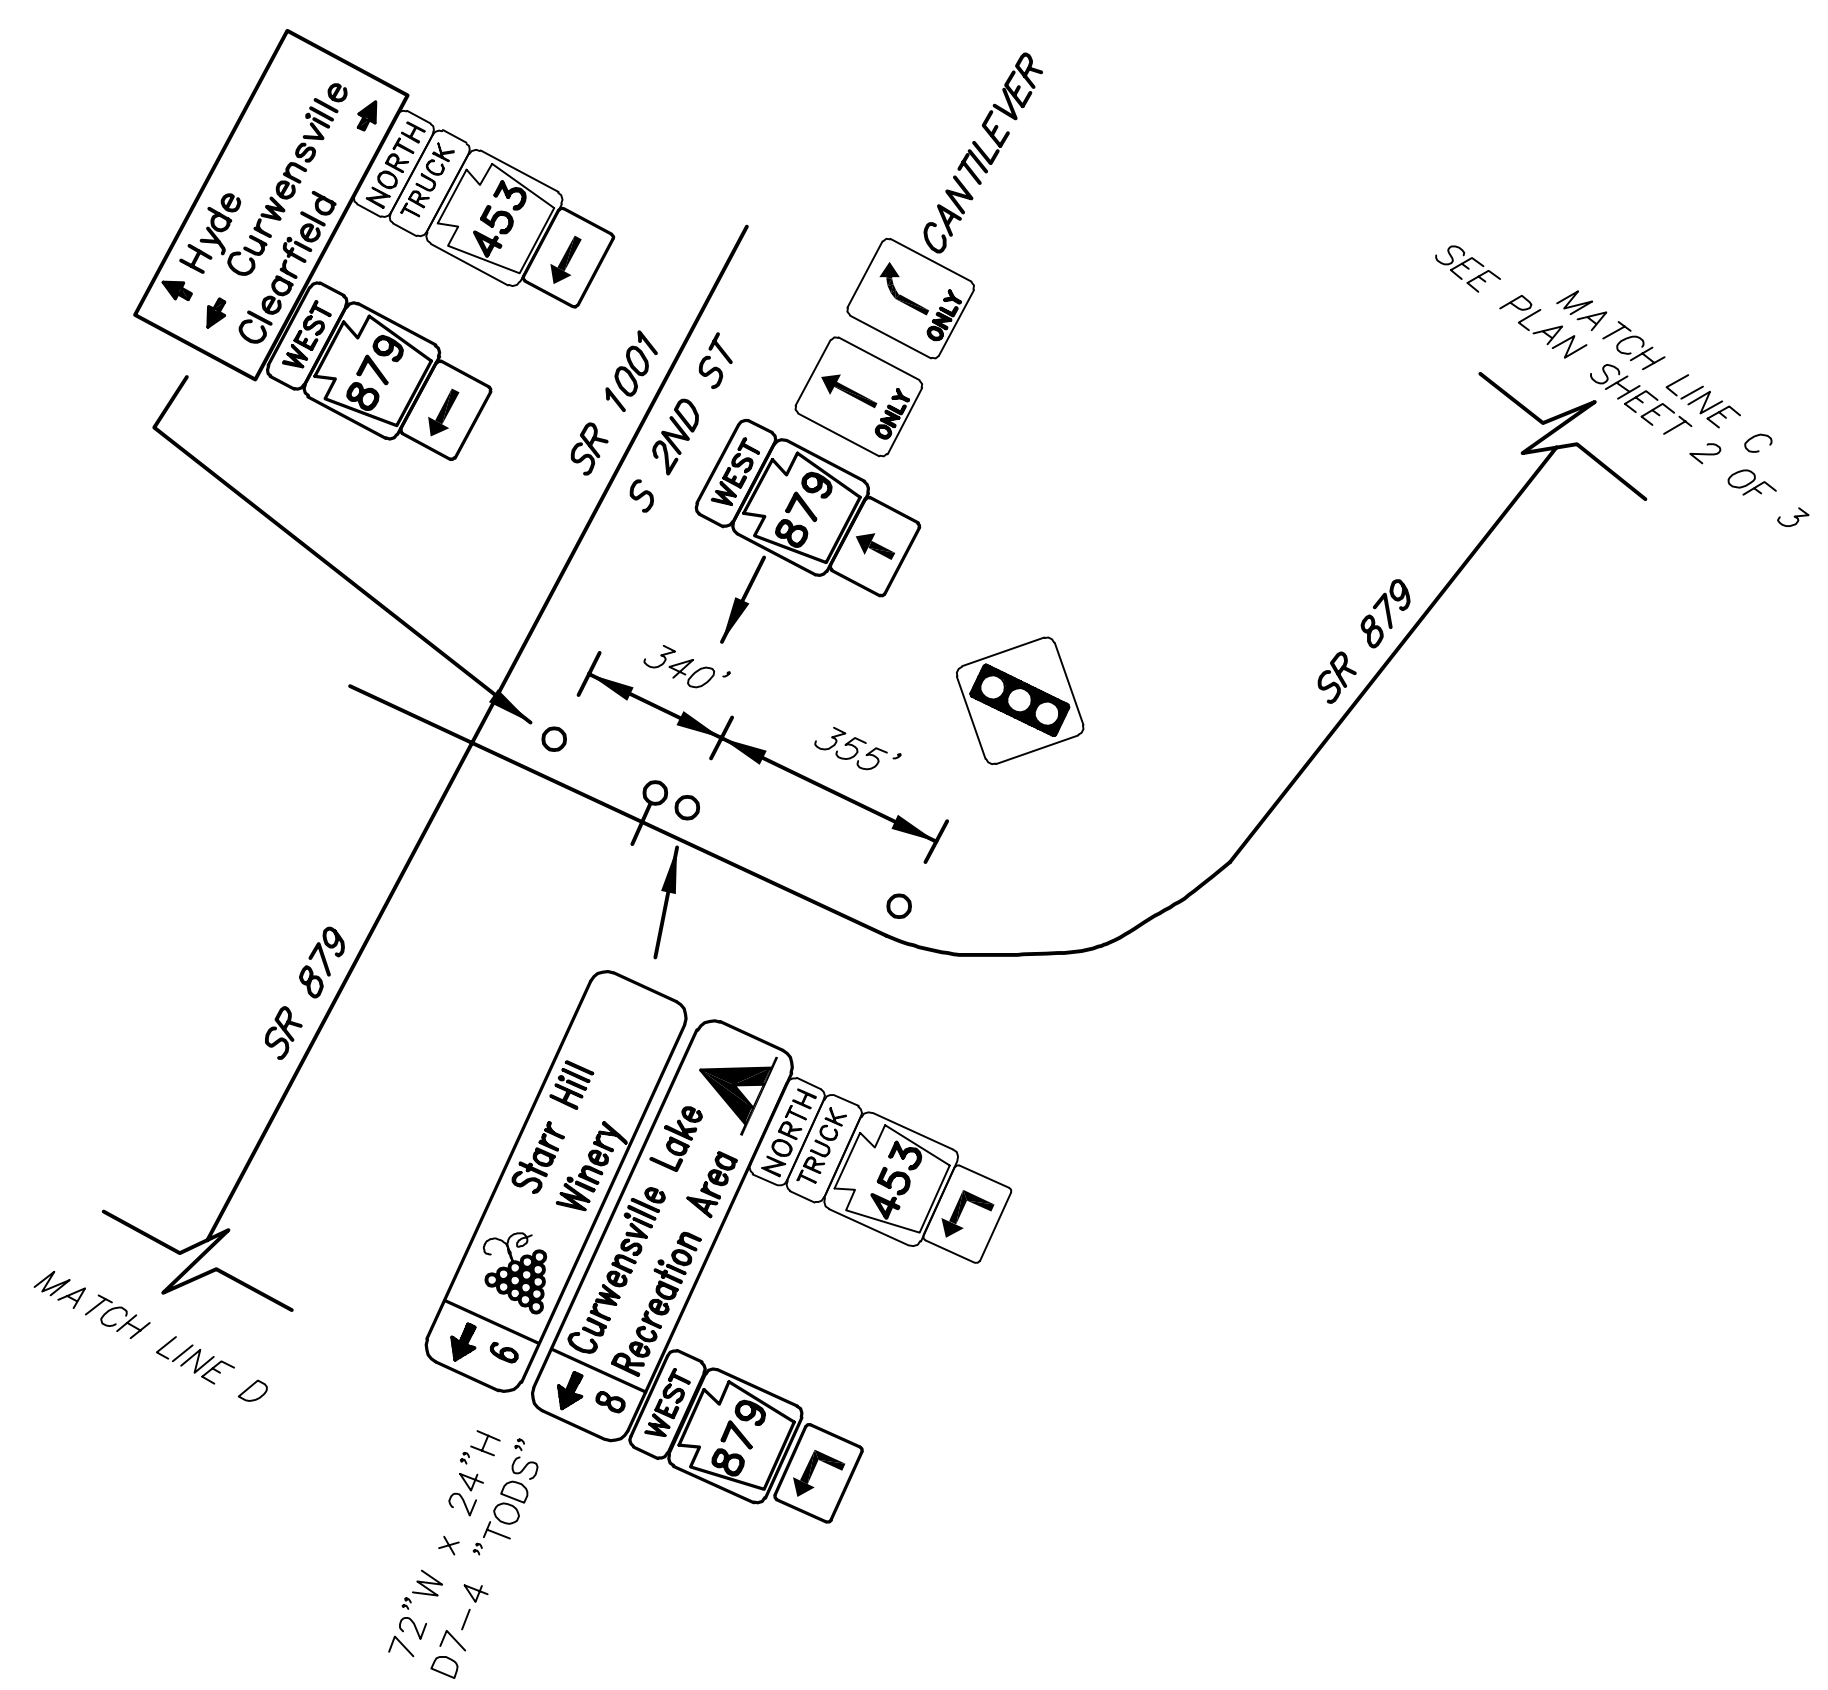 Hyde
Curwensville
Clearfield
NORTH
TRUCK
453
WEST
879
CANTILEVER
ONLY
ONLY
WEST
879
SR 1001
S 2ND ST
MATCH LINE C
SEE PLAN SHEET 2 OF 3
340'
355'
SR 879
SR 879
MATCH LINE D
Starr Hill
Winery
6
Curwensville Lake
Recreation Area
8
NORTH
TRUCK
453
WEST
879
72"W x 24"H
D7-4 "TODS"